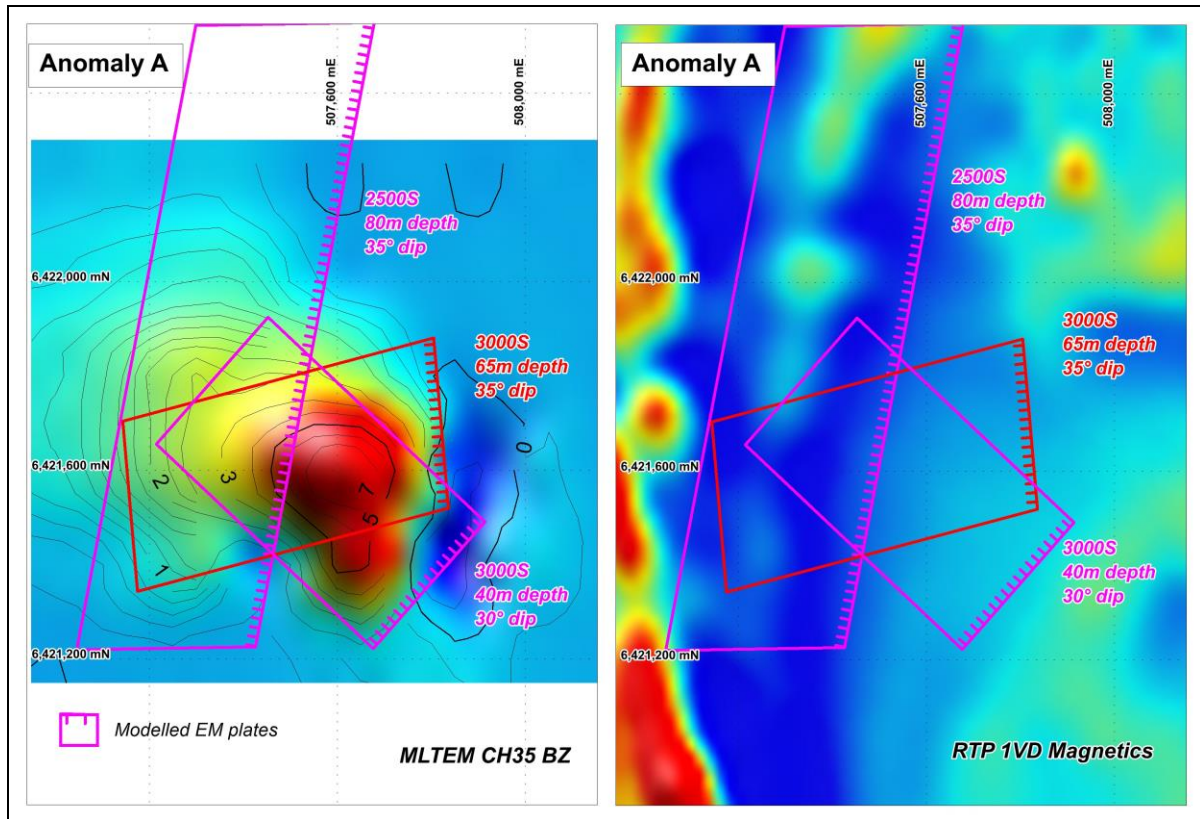 Anomaly A
507,600 mE
508,000 mE
2500S
80m depth
35° dip
6,422,000 mN
3000S
65m depth
35° dip
6,421,600 mN
0
2
3
7
5
1
3000S
40m depth
30° dip
6,421,200 mN
Modelled EM plates
MLTEM CH35 BZ
Anomaly A
507,600 mE
508,000 mE
2500S
80m depth
35° dip
6,422,000 mN
3000S
65m depth
35° dip
6,421,600 mN
3000S
40m depth
30° dip
6,421,200 mN
RTP 1VD Magnetics